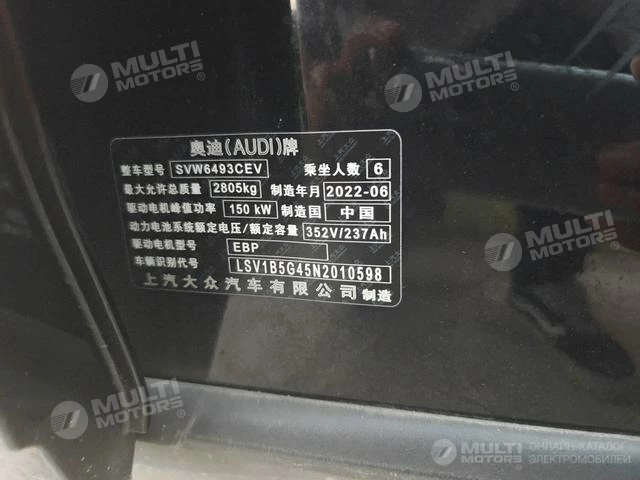 MULTI MOTORS®
MULTI MOTORS®
奥迪(AUDI)牌
整车型号 SVW6493CEV 乘坐人数 6
最大允许总质量 2805kg 制造年月 2022-06
驱动电机峰值功率 150 kW 制造国 中国
动力电池系统额定电压/额定容量 352V/237Ah
驱动电机型号 EBP
车辆识别代号 LSV1B5G45N2010598
上汽大众汽车有限公司 制造
MULTI MOTORS®
MULTI MOTORS®
MULTI MOTORS®
ОНЛАЙН-КАТАЛОГ
ЭЛЕКТРОМОБИЛЕЙ